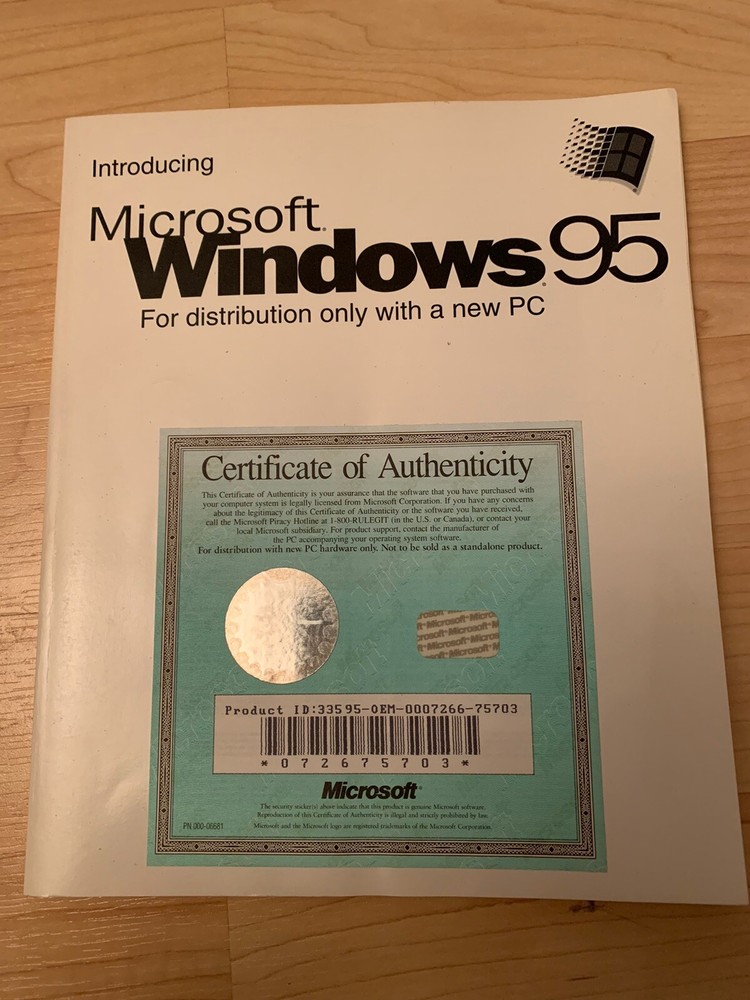 Introducing
Microsoft.
Windows 95
For distribution only with a new PC
Certificate of Authenticity
This Certificate of Authenticity is your assurance that the software that you have purchased with
your computer system is legally licensed from Microsoft Corporation. If you have any concerns
about the legitimacy of this Certificate of Authenticity or the software you have received,
call the Microsoft Piracy Hotline at 1-800-RULEGIT (in the U.S. or Canada), or contact your
local Microsoft subsidiary. For product support, contact the manufacturer of
the PC accompanying your operating system software.
For distribution with new PC hardware only. Not to be sold as a standalone product.
Microsoft
Microsoft Microsoft
Microsoft
Microsoft
Product ID:33595-OEM-0007266-75703
*072675703*
Microsoft
The security sticker(s) above indicate that this product is genuine Microsoft software.
Reproduction of this Certificate of Authenticity is illegal and strictly prohibited by law.
PN 000-06681
Microsoft and the Microsoft logo are registered trademarks of the Microsoft Corporation.